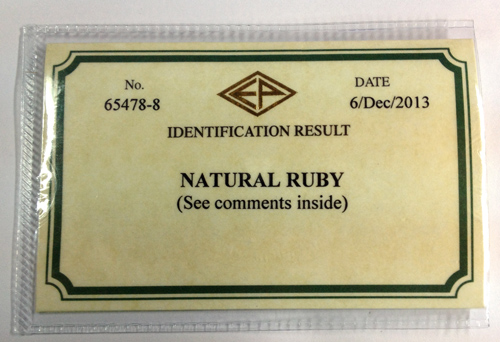 No.
65478-8
EP
DATE
6/Dec/2013
IDENTIFICATION RESULT
NATURAL RUBY
(See comments inside)